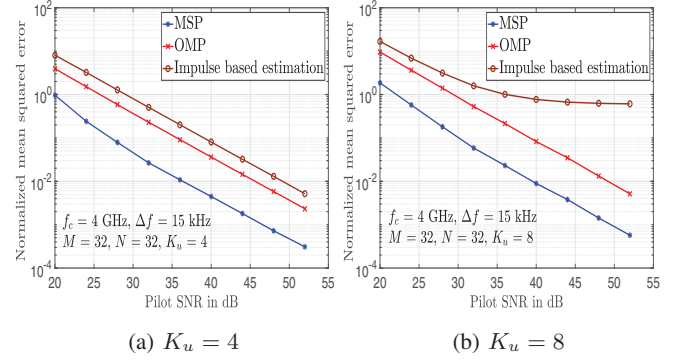 MSP
OMP
Impulse based estimation
Normalized mean squared error
10^2
10^0
10^-2
10^-4
f_c = 4 GHz, Δf = 15 kHz
M = 32, N = 32, K_u = 4
20 25 30 35 40 45 50 55
Pilot SNR in dB
(a) K_u = 4
MSP
OMP
Impulse based estimation
Normalized mean squared error
10^2
10^0
10^-2
10^-4
f_c = 4 GHz, Δf = 15 kHz
M = 32, N = 32, K_u = 8
20 25 30 35 40 45 50 55
Pilot SNR in dB
(b) K_u = 8